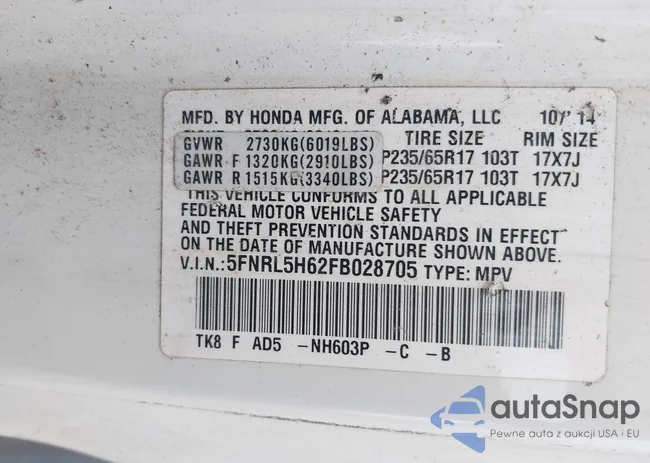 MFD. BY HONDA MFG. OF ALABAMA, LLC 10/'14
TIRE SIZE RIM SIZE
GVWR 2730KG(6019LBS)
GAWR F 1320KG(2910LBS) P235/65R17 103T 17X7J
GAWR R 1515KG(3340LBS) P235/65R17 103T 17X7J
THIS VEHICLE CONFORMS TO ALL APPLICABLE
FEDERAL MOTOR VEHICLE SAFETY
AND THEFT PREVENTION STANDARDS IN EFFECT
ON THE DATE OF MANUFACTURE SHOWN ABOVE.
V.I.N.:5FNRL5H62FB028705 TYPE: MPV
TK8 F AD5 -NH603P -C -B
autaSnap
Pewne auta z aukcji USA i EU